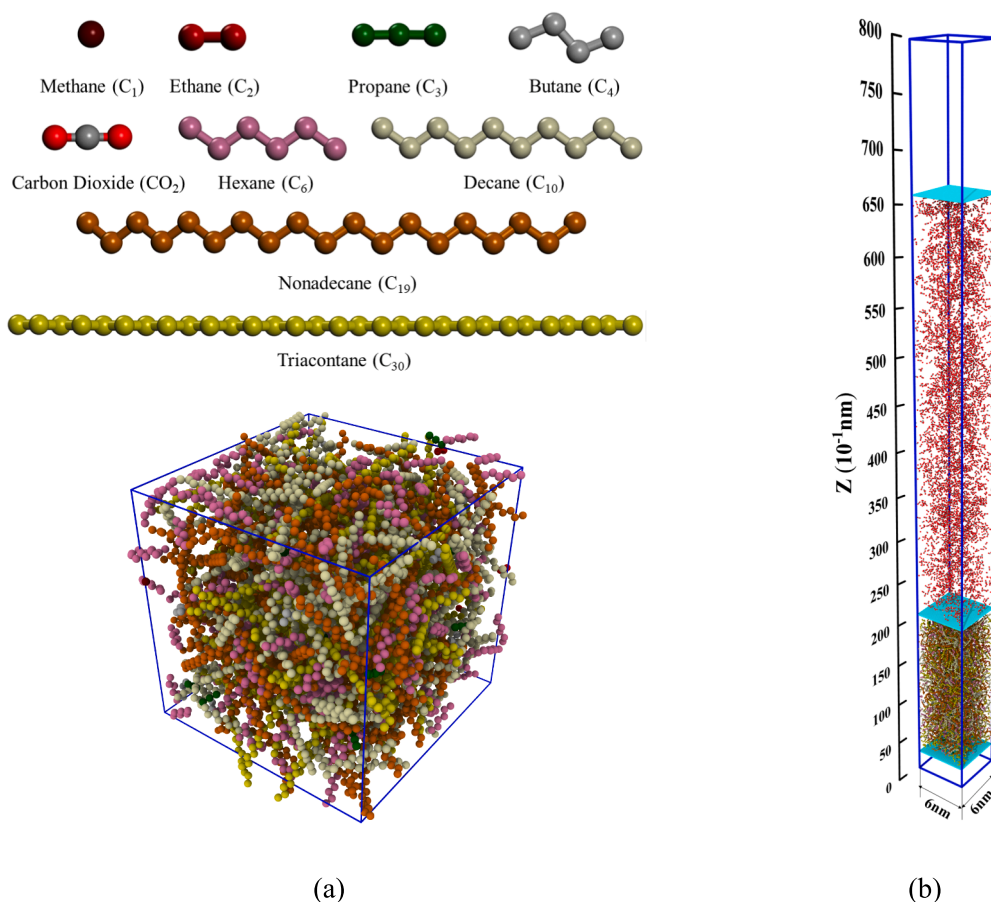 Methane (C₁) Ethane (C₂) Propane (C₃) Butane (C₄)
Carbon Dioxide (CO₂) Hexane (C₆) Decane (C₁₀)
Nonadecane (C₁₉)
Triacontane (C₃₀)
(a)
800
750
700
650
600
550
500
450
400
350
300
250
200
150
100
50
0
Z (10⁻¹nm)
6nm 6nm
(b)